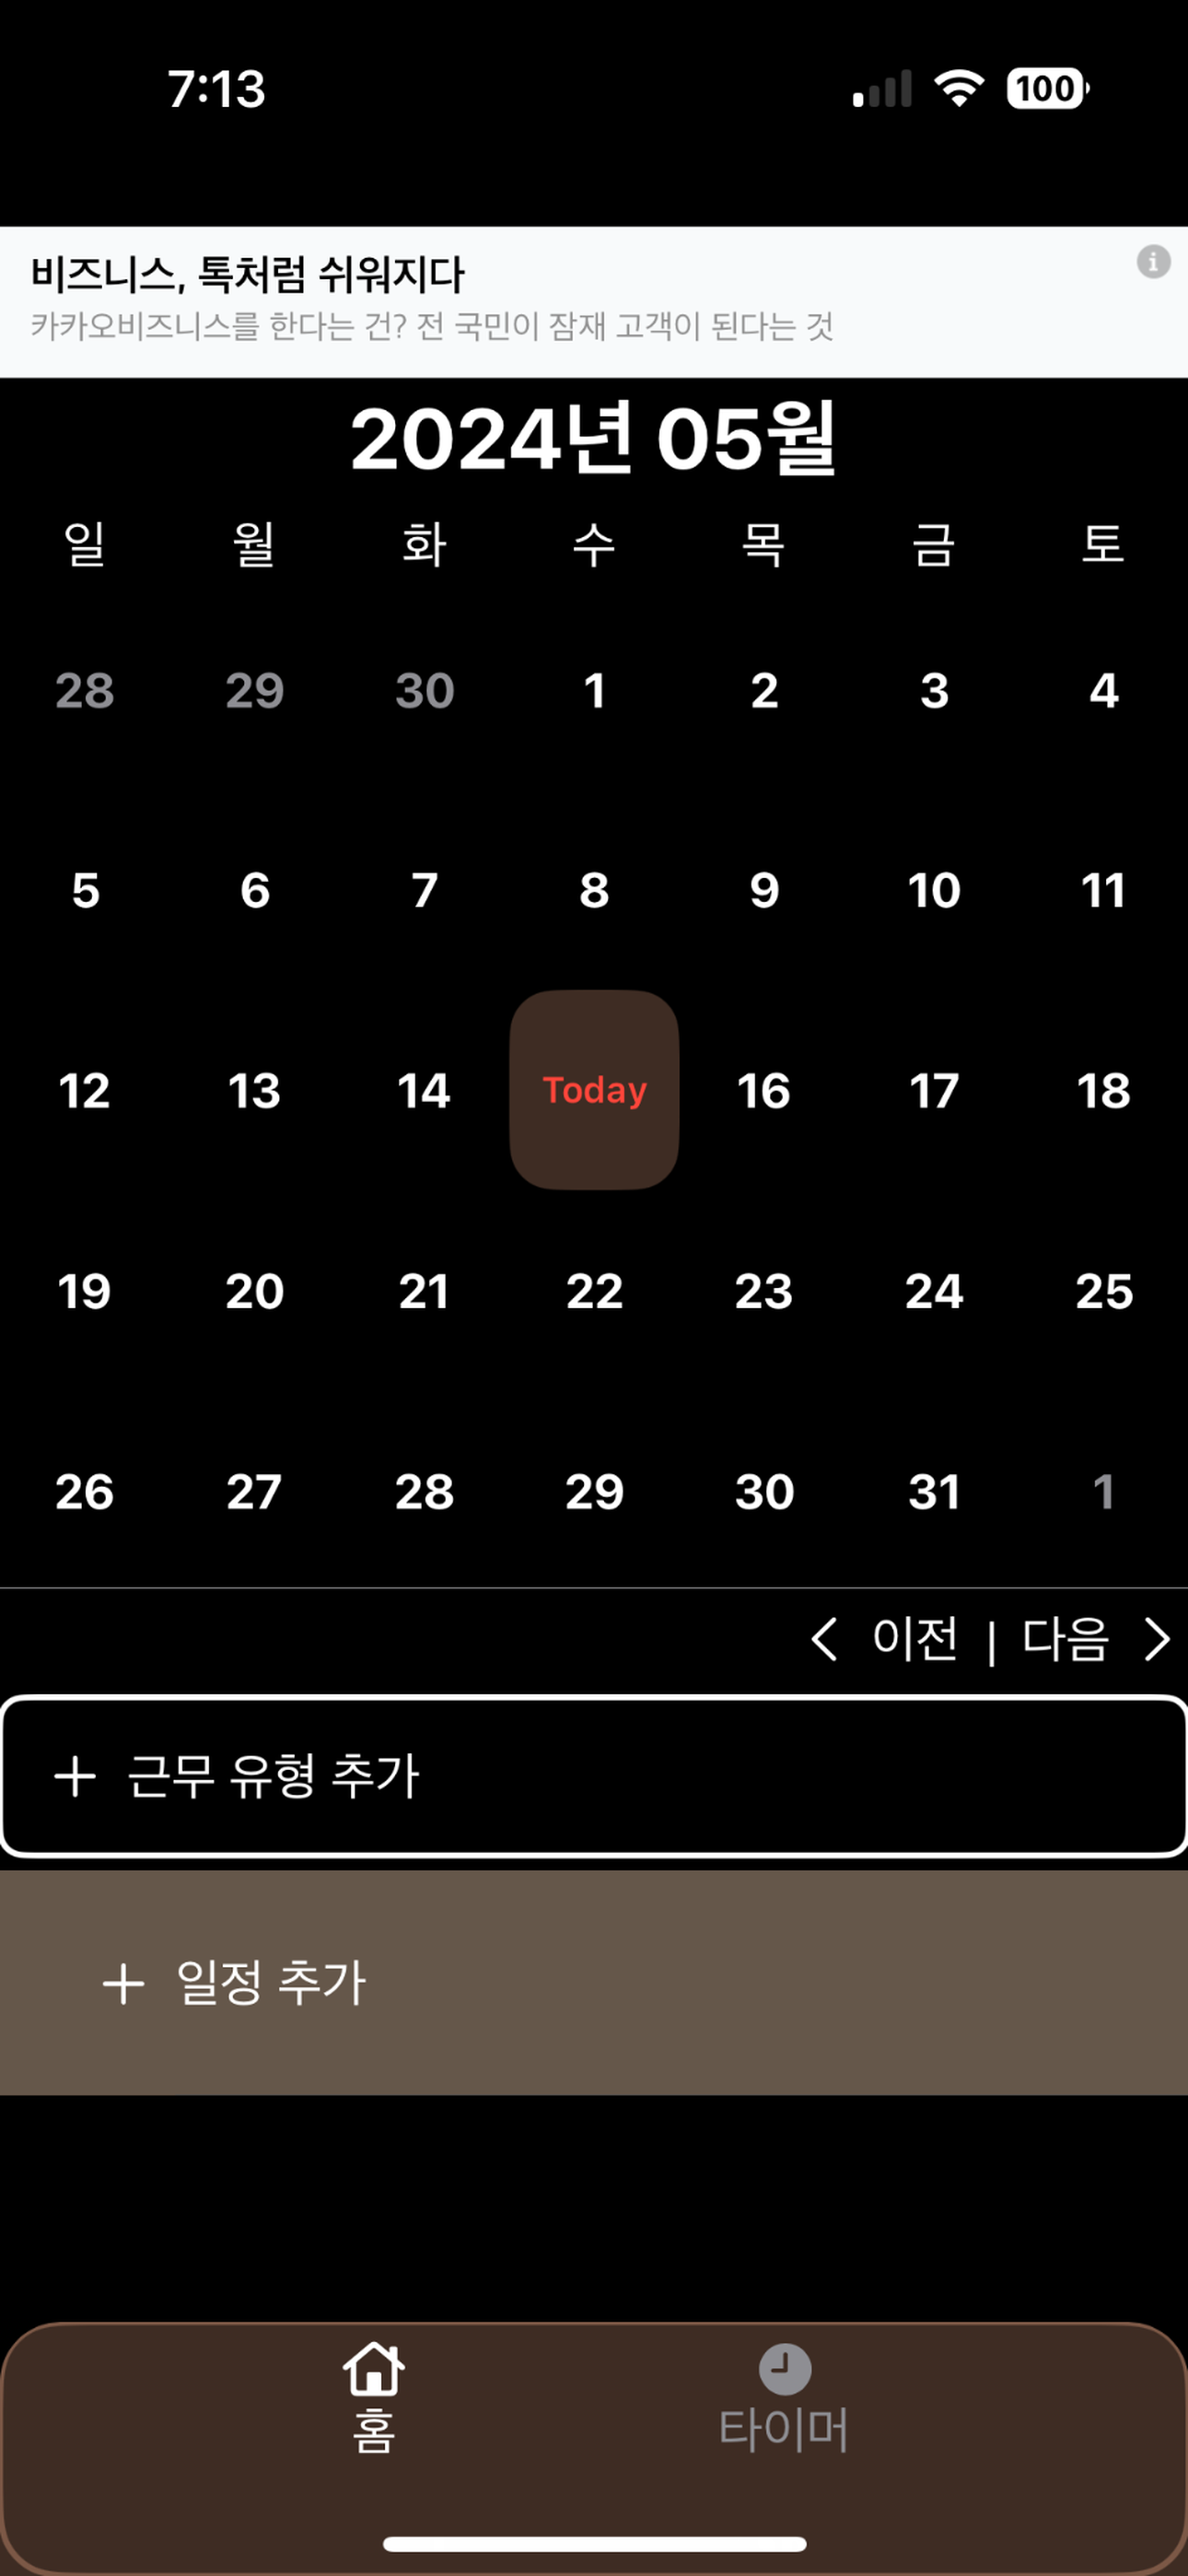 7:13 100
비즈니스, 톡처럼 쉬워지다
카카오비즈니스를 한다는 건? 전 국민이 잠재 고객이 된다는 것
2024년 05월
일 월 화 수 목 금 토
28 29 30 1 2 3 4
5 6 7 8 9 10 11
12 13 14 Today 16 17 18
19 20 21 22 23 24 25
26 27 28 29 30 31 1
이전 | 다음
+ 근무 유형 추가
+ 일정 추가
홈 타이머